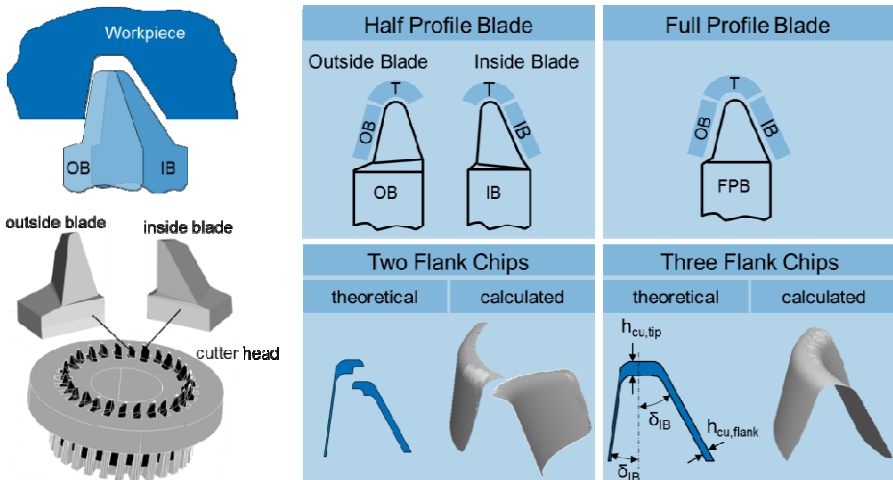 Workpiece
OB
IB
outside blade
inside blade
cutter head
Half Profile Blade
Outside Blade
Inside Blade
T
OB
OB
T
IB
IB
Full Profile Blade
T
OB
IB
FPB
Two Flank Chips
theoretical
calculated
Three Flank Chips
theoretical
calculated
hcu,tip
δIB
hcu,flank
δIB